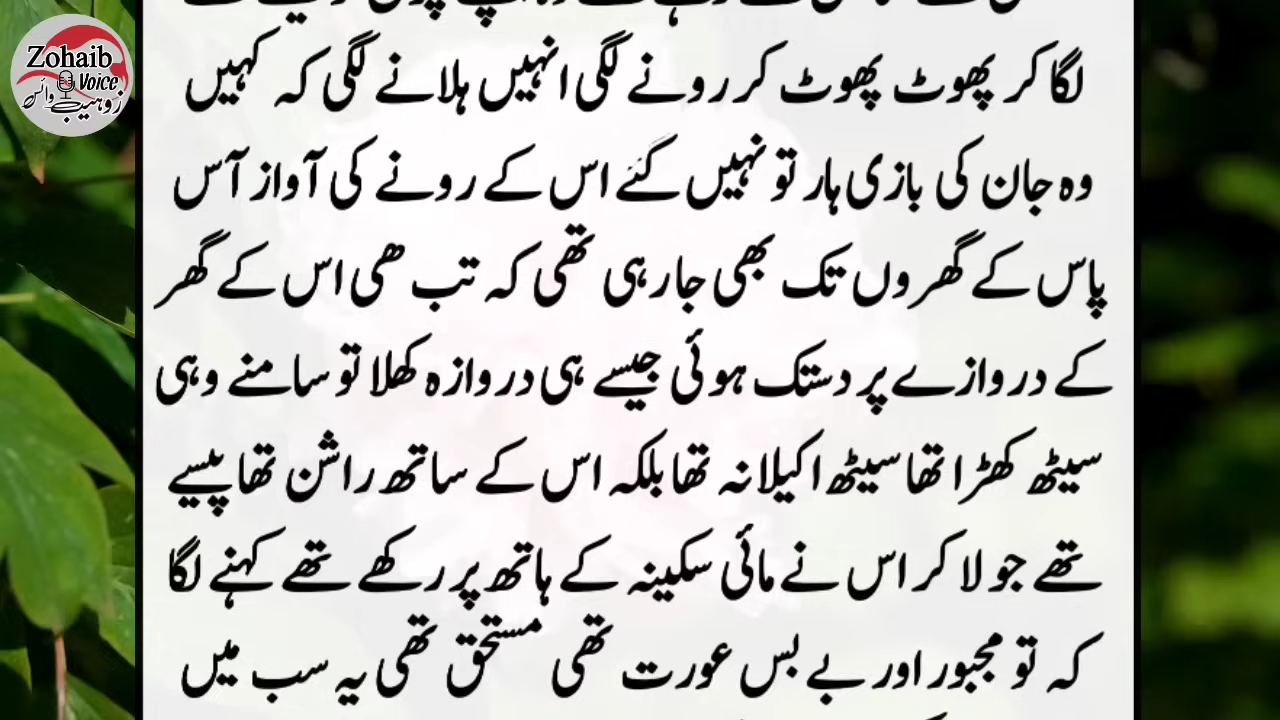 Zohaib
Voice
زوہیب وائس
لگا کر پھوٹ پھوٹ کر رونے لگی انہیں ہلانے لگی کہ کہیں
وہ جان کی بازی ہار تو نہیں گئے اس کے رونے کی آواز آس
پاس کے گھروں تک بھی جا رہی تھی کہ تب ھی اس کے گھر
کے دروازے پر دستک ہوئی جیسے ہی دروازہ کھلا تو سامنے وہی
سیٹھ کھڑا تھا سیٹھ اکیلا نہ تھا بلکہ اس کے ساتھ راشن تھا پیسے
تھے جو لا کر اس نے مائی سکینہ کے ہاتھ پر رکھے تھے کہنے لگا
کہ تو مجبور اور بے بس عورت تھی مستحق تھی یہ سب میں